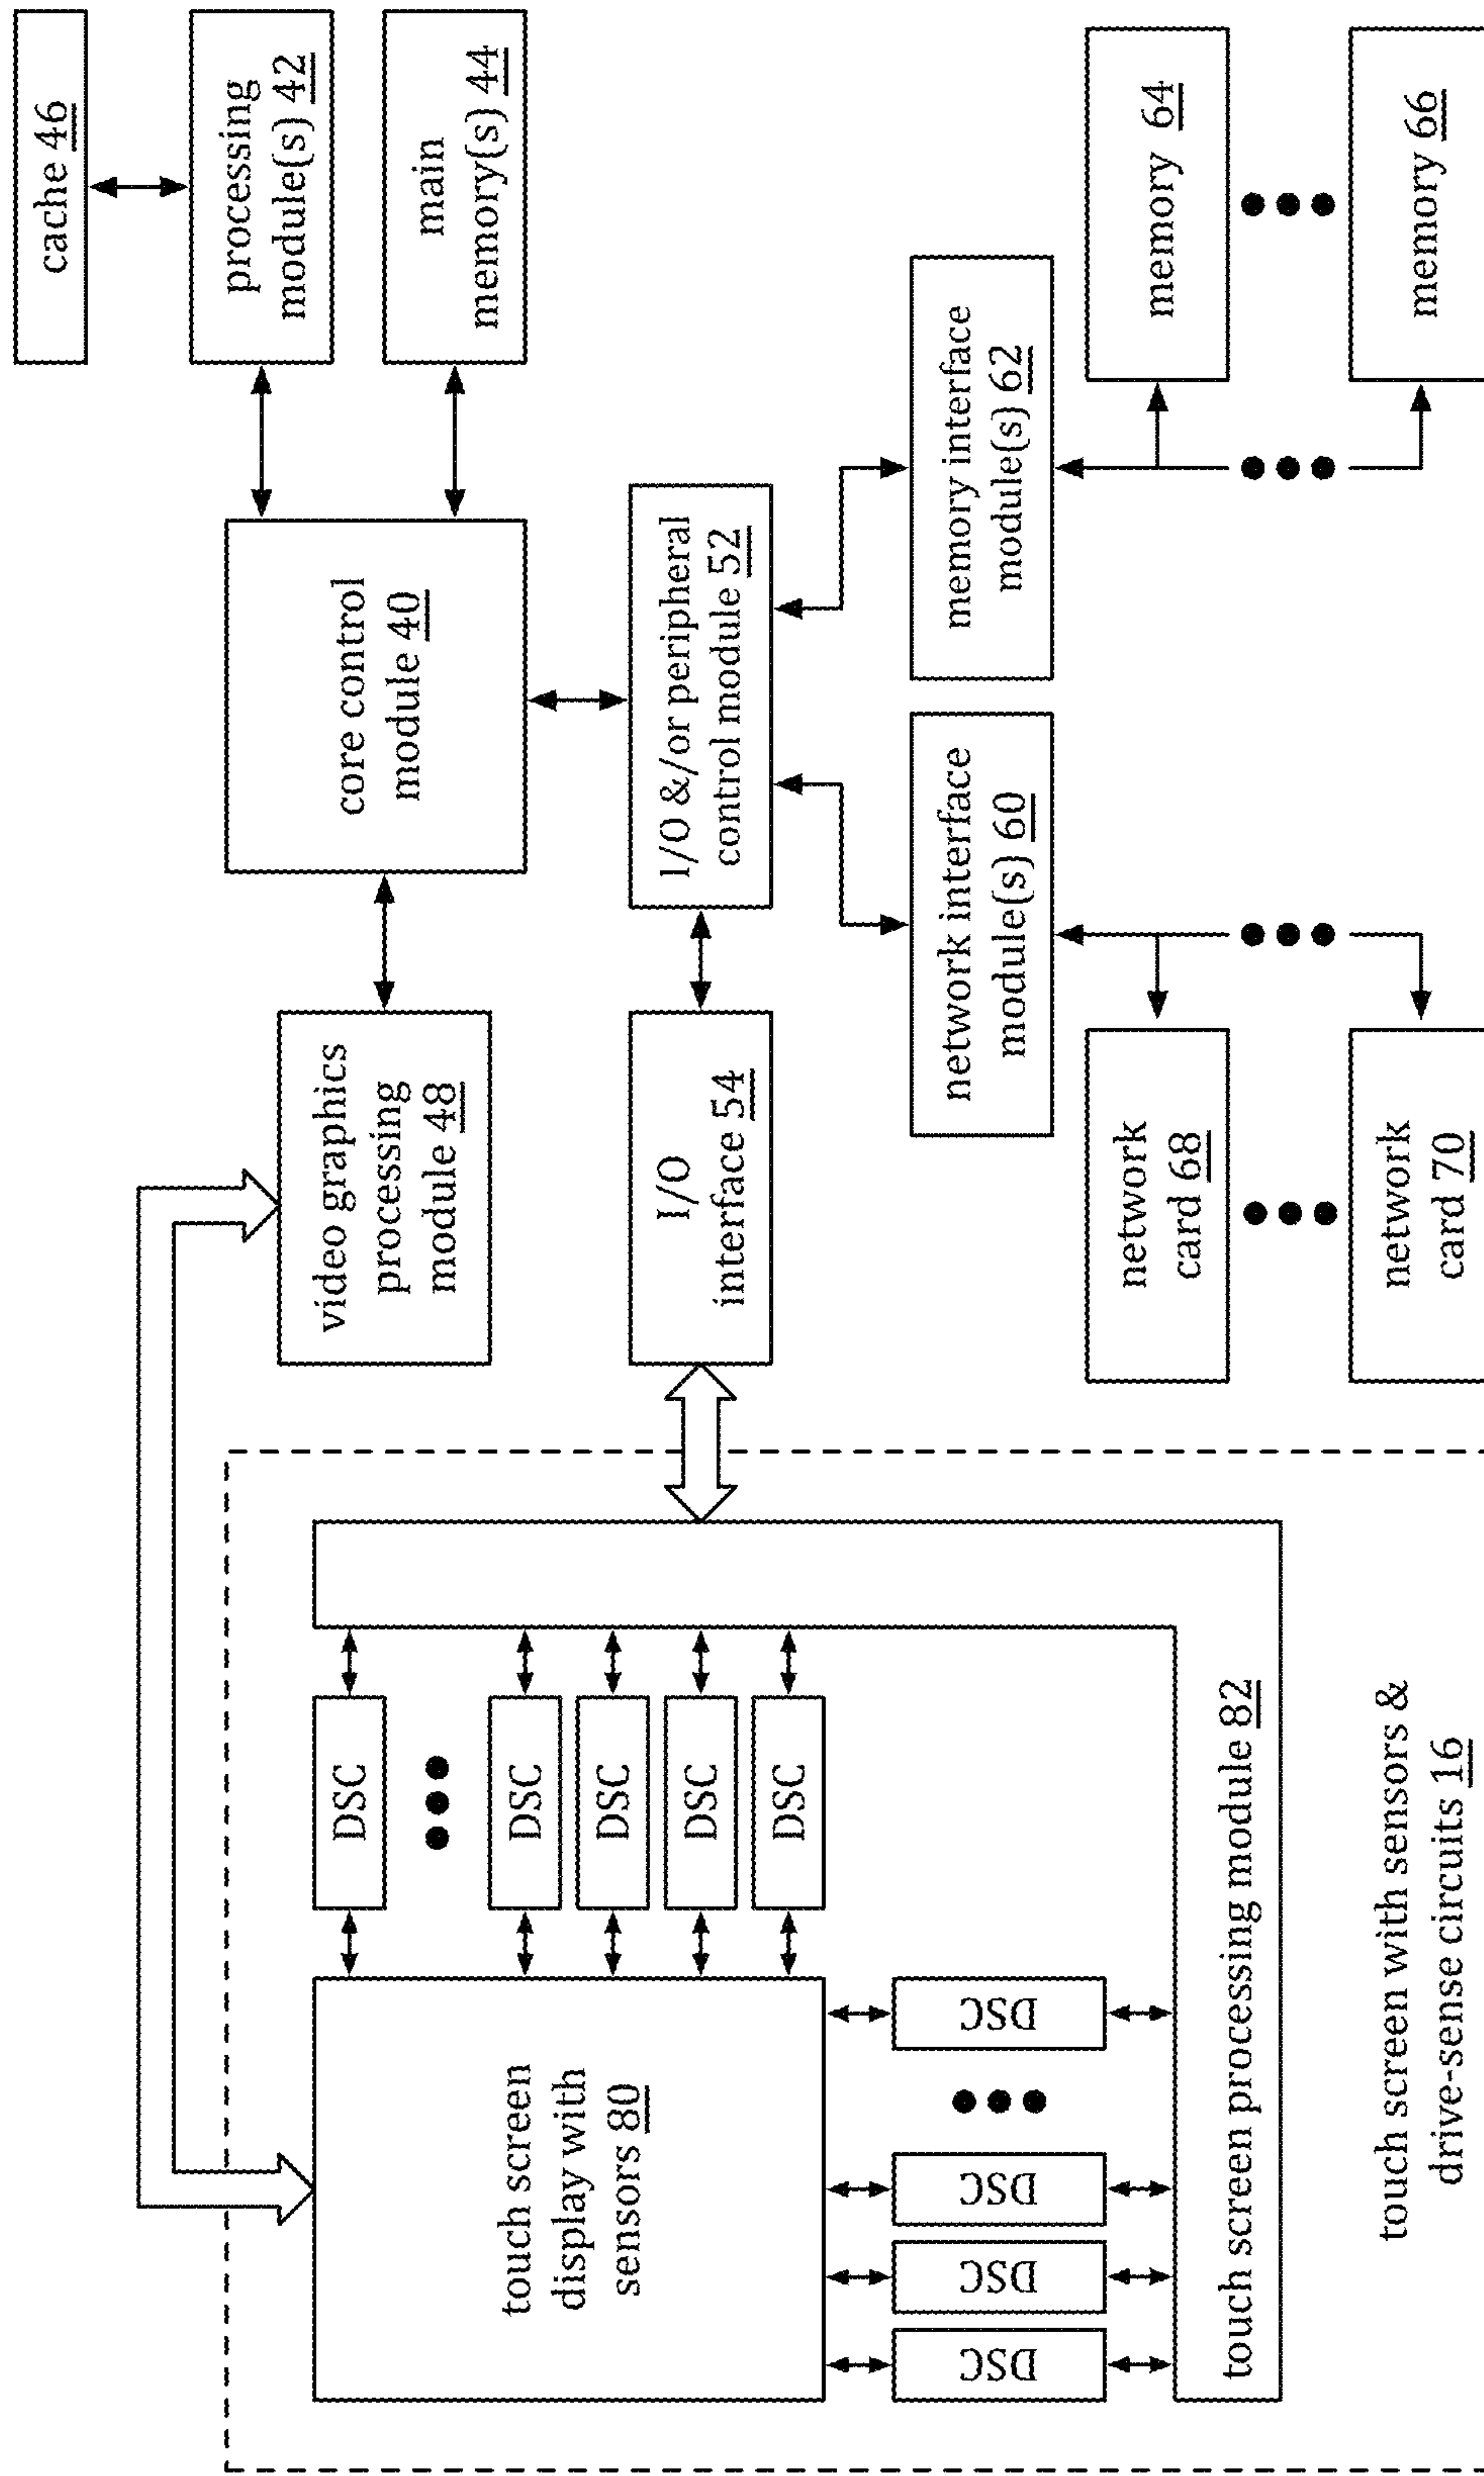 cache 46
processing
module(s) 42
main
memory(s) 44
core control
module 40
video graphics
processing
module 48
I/O &/or peripheral
control module 52
I/O
interface 54
memory interface
module(s) 62
network interface
module(s) 60
memory 64
memory 66
network
card 68
network
card 70
touch screen
display with
sensors 80
DSC
DSC
DSC
DSC
DSC
DSC
DSC
DSC
DSC
touch screen processing module 82
touch screen with sensors &
drive-sense circuits 16